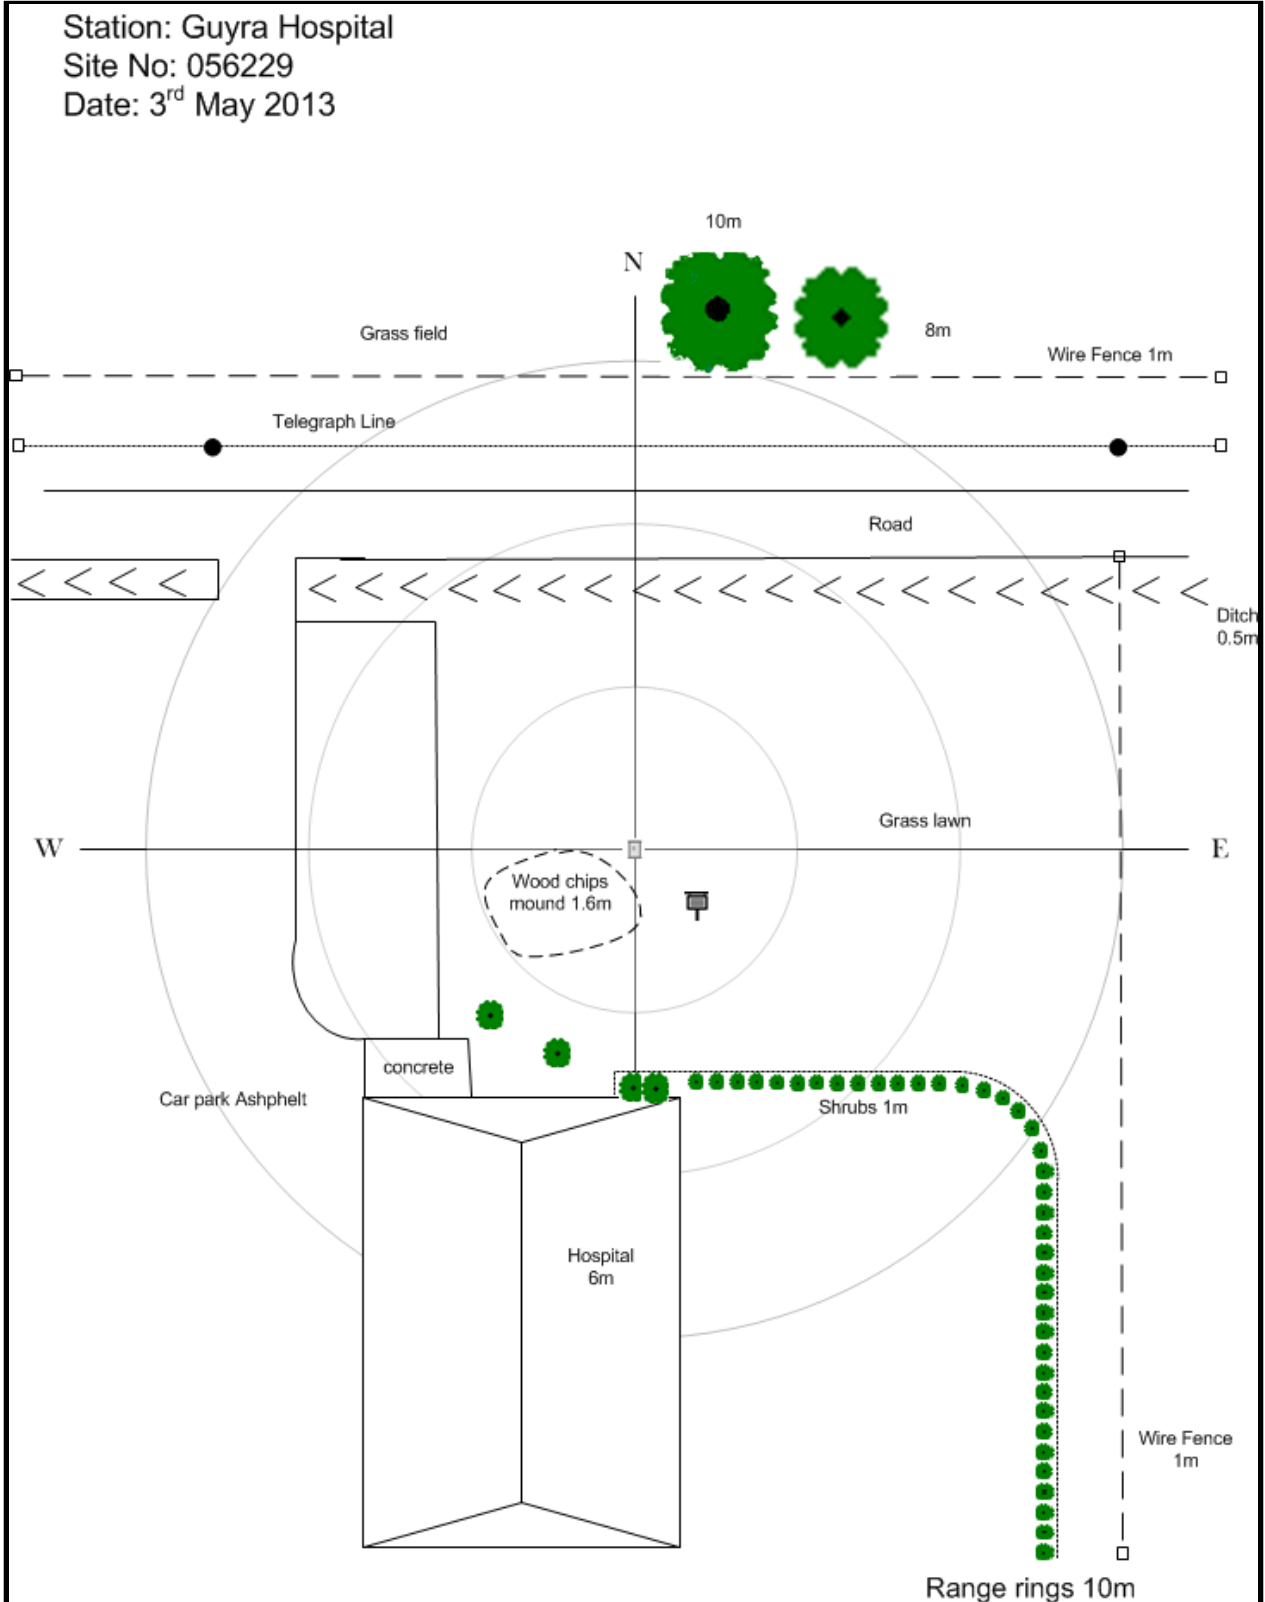 Station: Guyra Hospital
Site No: 056229
Date: 3rd May 2013
10m
N
Grass field
8m
Wire Fence 1m
Telegraph Line
Road
Ditch
0.5m
Grass lawn
W
E
Wood chips
mound 1.6m
concrete
Car park Ashphelt
Shrubs 1m
Hospital
6m
Wire Fence
1m
Range rings 10m